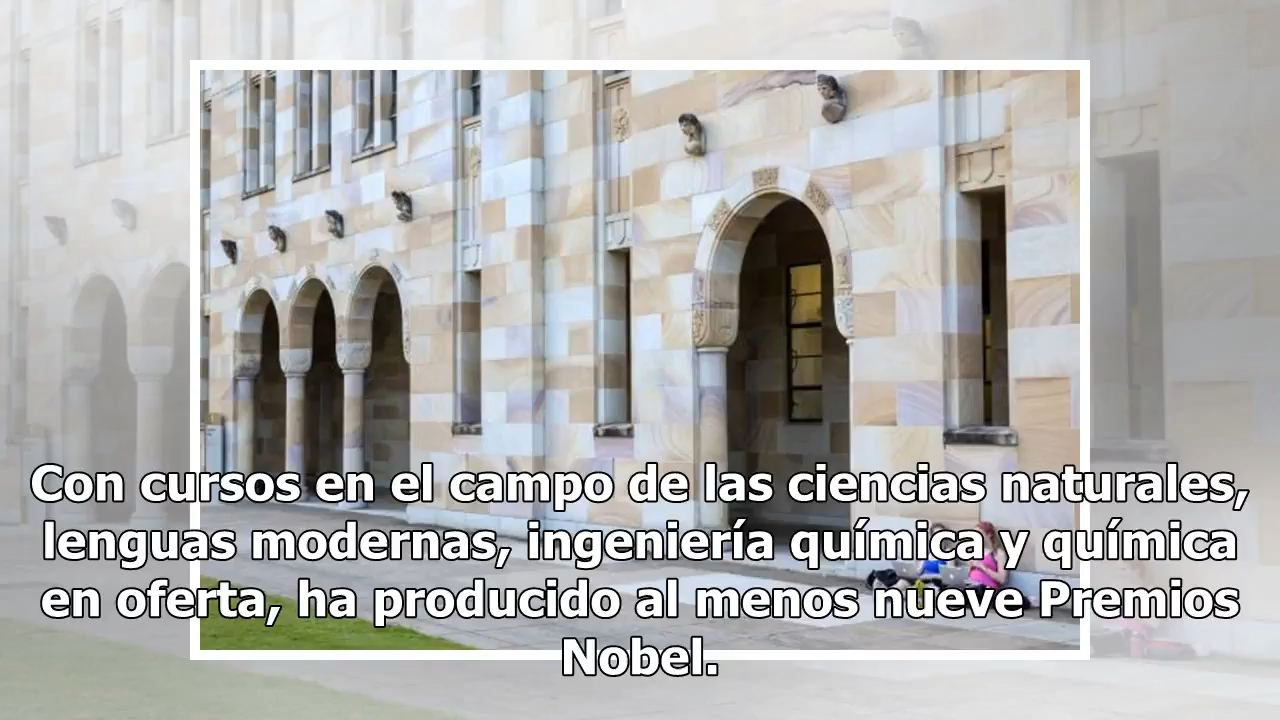 Con cursos en el campo de las ciencias naturales,
lenguas modernas, ingeniería química y química
en oferta, ha producido al menos nueve Premios
Nobel.